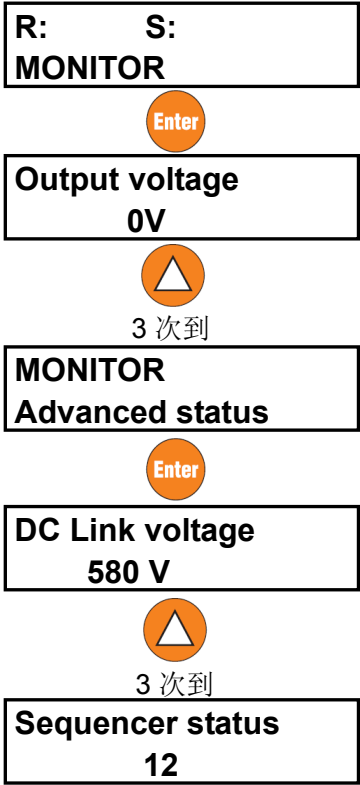 R: S:
MONITOR
Enter
Output voltage
0V
3 次到
MONITOR
Advanced status
Enter
DC Link voltage
580 V
3 次到
Sequencer status
12